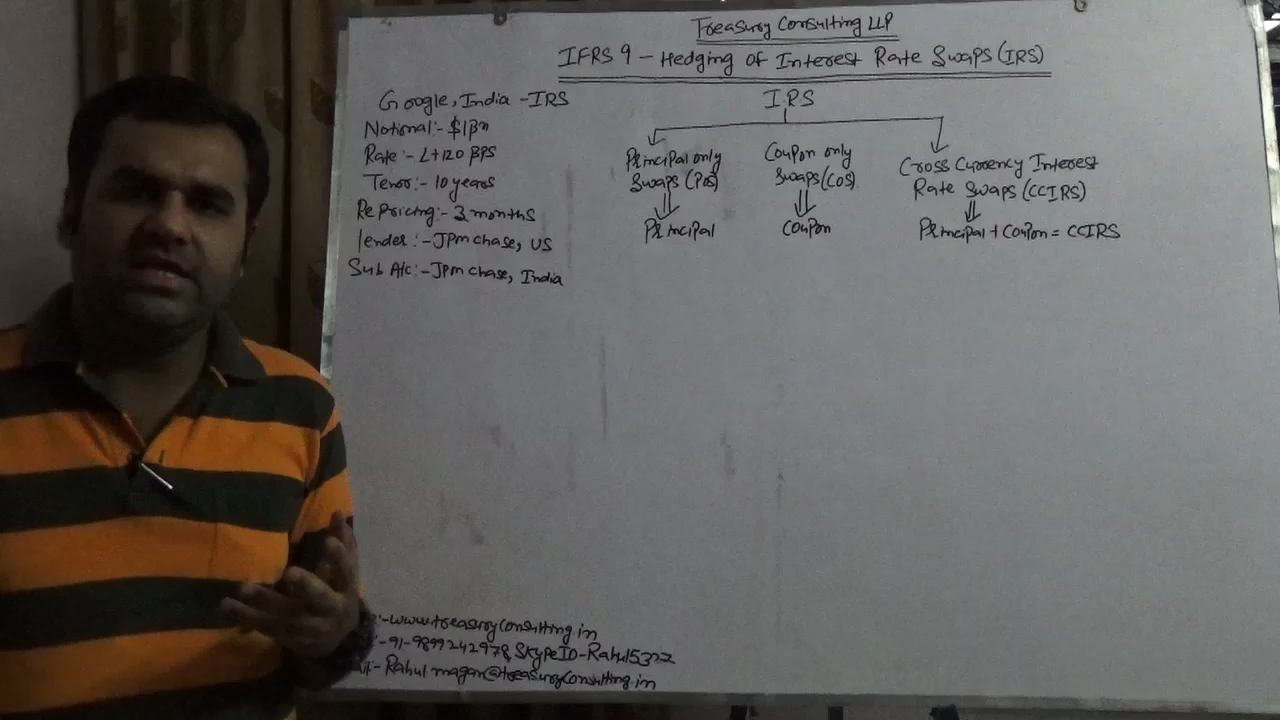 Treasury Consulting LLP
IFRS 9 - Hedging of Interest Rate Swaps (IRS)
Google, India - IRS
Notional:- $1Bn
Rate:- L+120 BPS
Tenor:- 10 years
Repricing:- 3 months
lender:- JPM Chase, US
Sub A/c:- JPM Chase, India
IRS
Principal only
Swaps (POS)
Principal
Coupon only
Swaps (COS)
Coupon
Cross Currency Interest
Rate Swaps (CCIRS)
Principal + Coupon = CCIRS
:-www.treasuryconsulting.in
:-91-9899242978, Skype ID-Rahul5327
:- Rahul.magan@treasuryconsulting.in